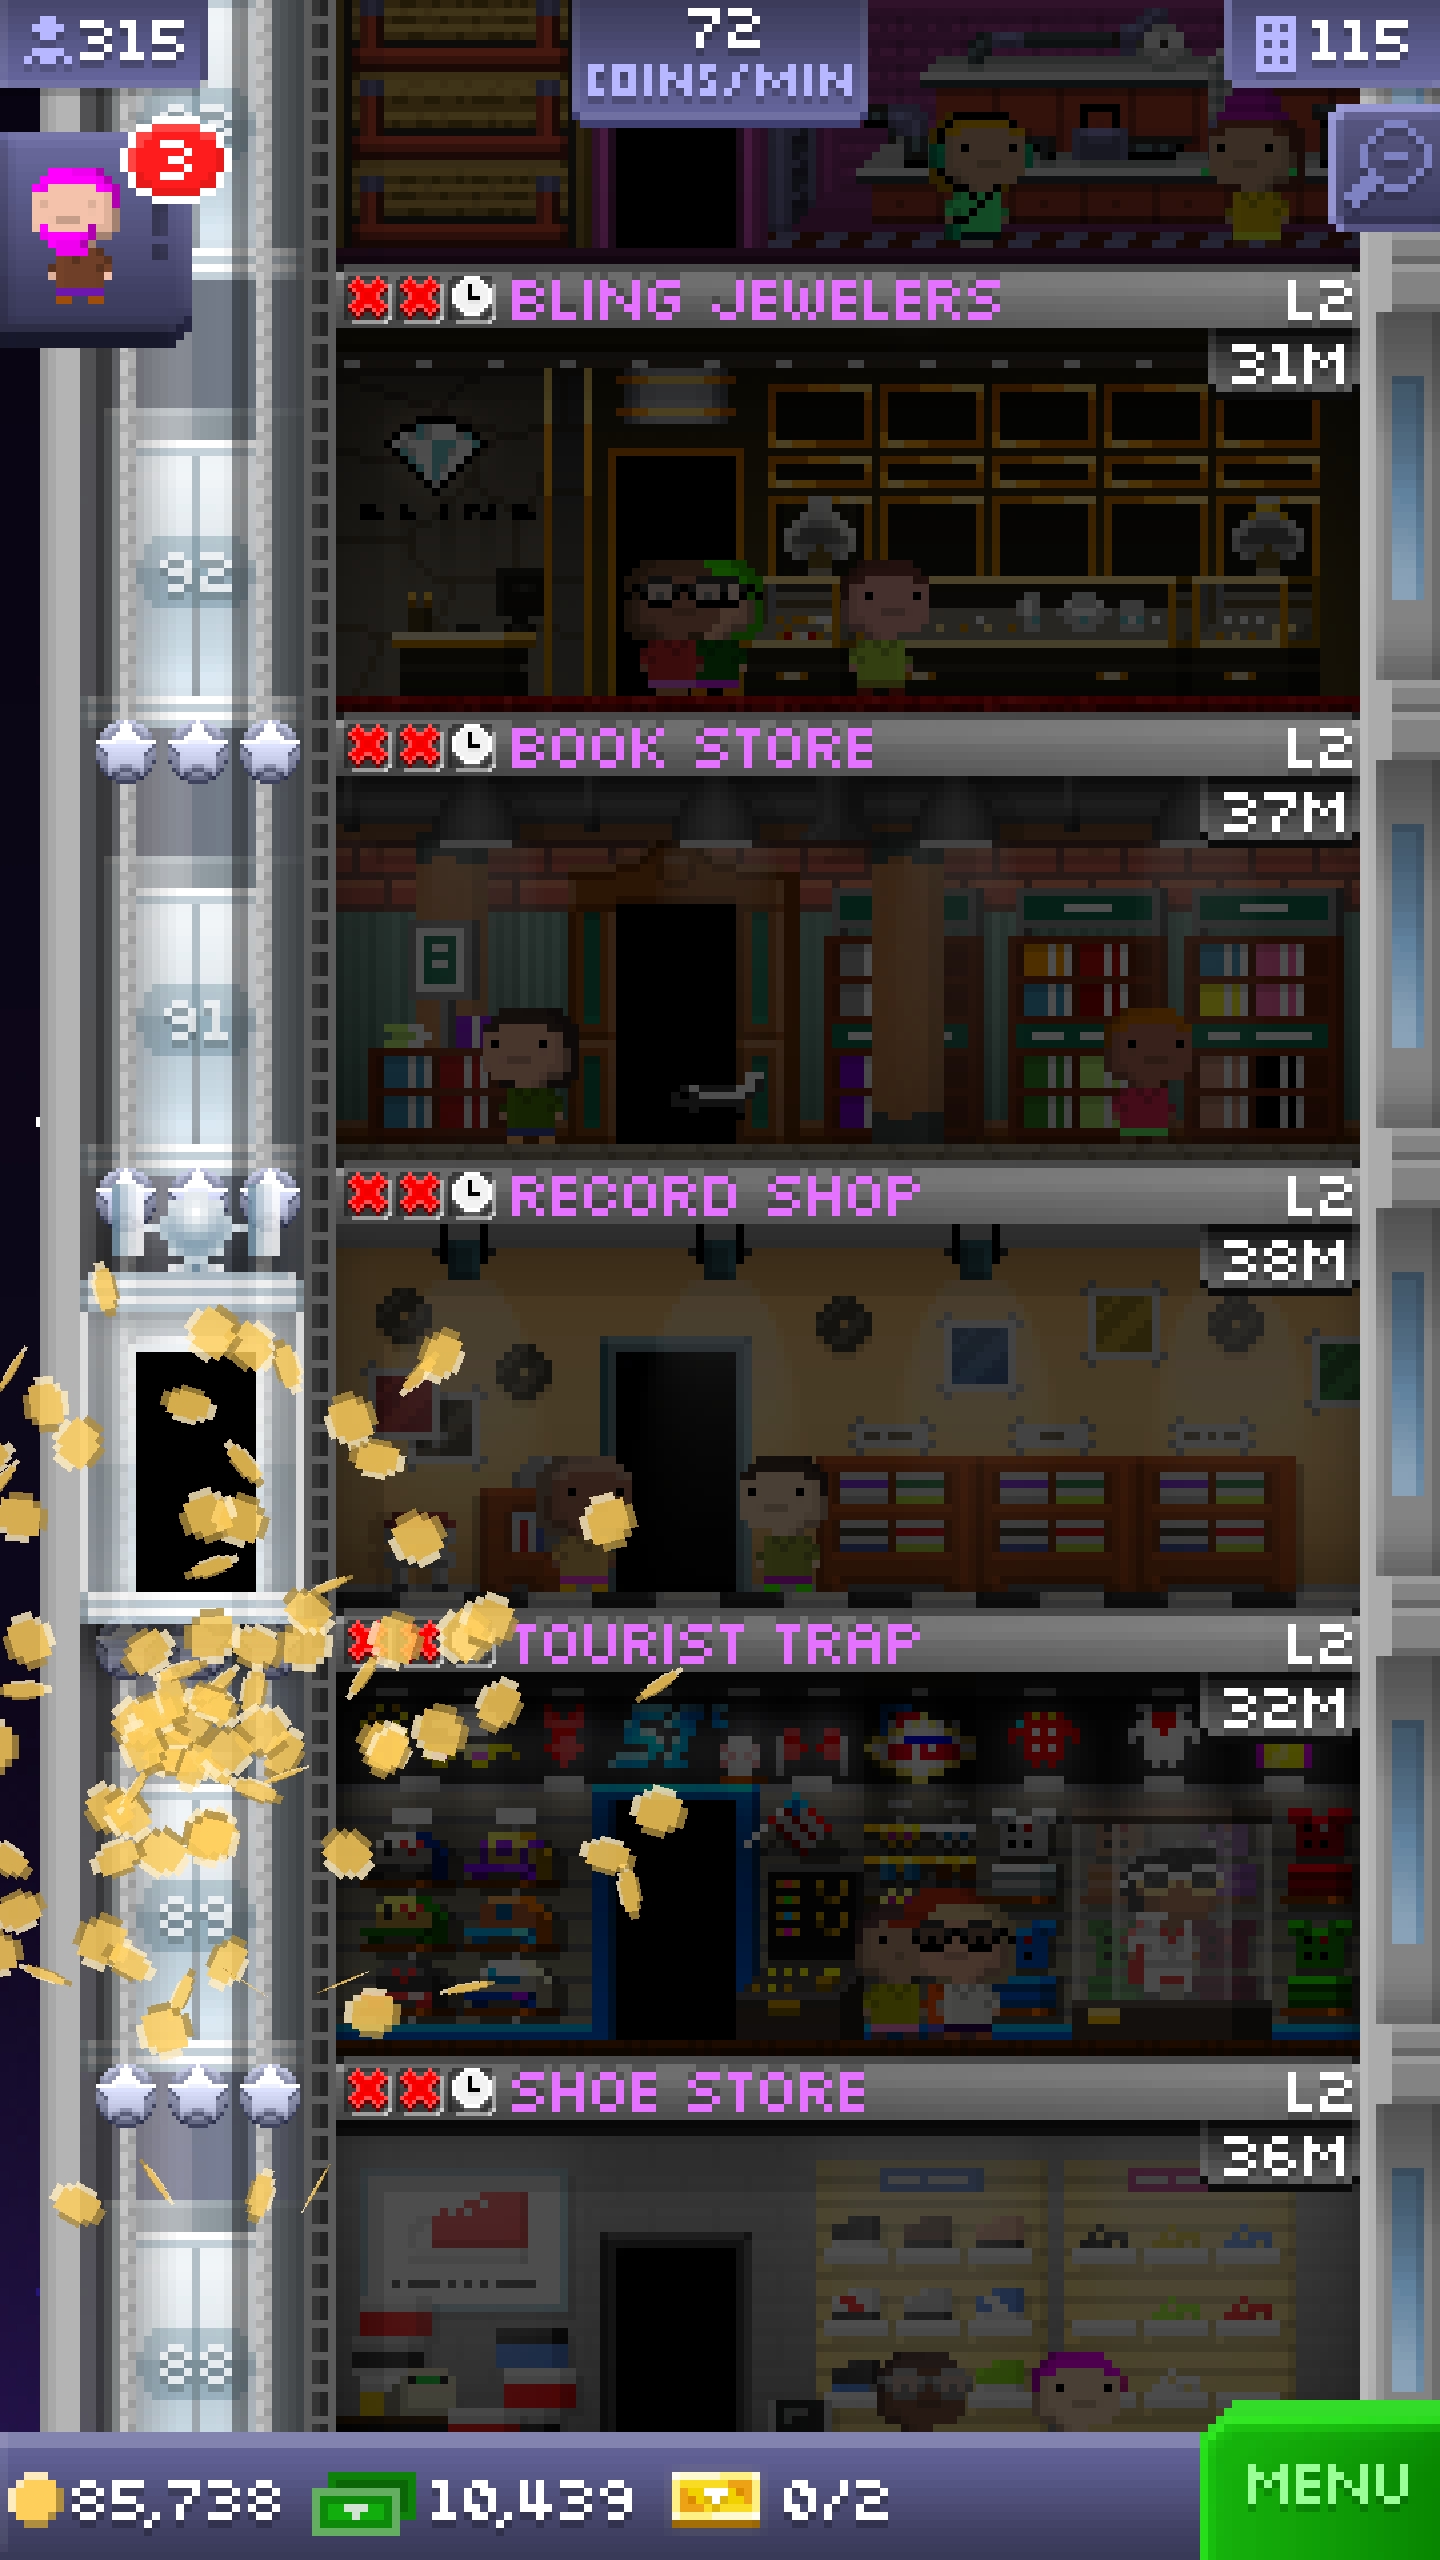 315
72
COINS/MIN
115
3
BLING JEWELERS L2
31M
BLING
92
BOOK STORE L2
37M
91
RECORD SHOP L2
38M
TOURIST TRAP L2
32M
SHOE STORE L2
36M
88
85,738 10,439 0/2
MENU